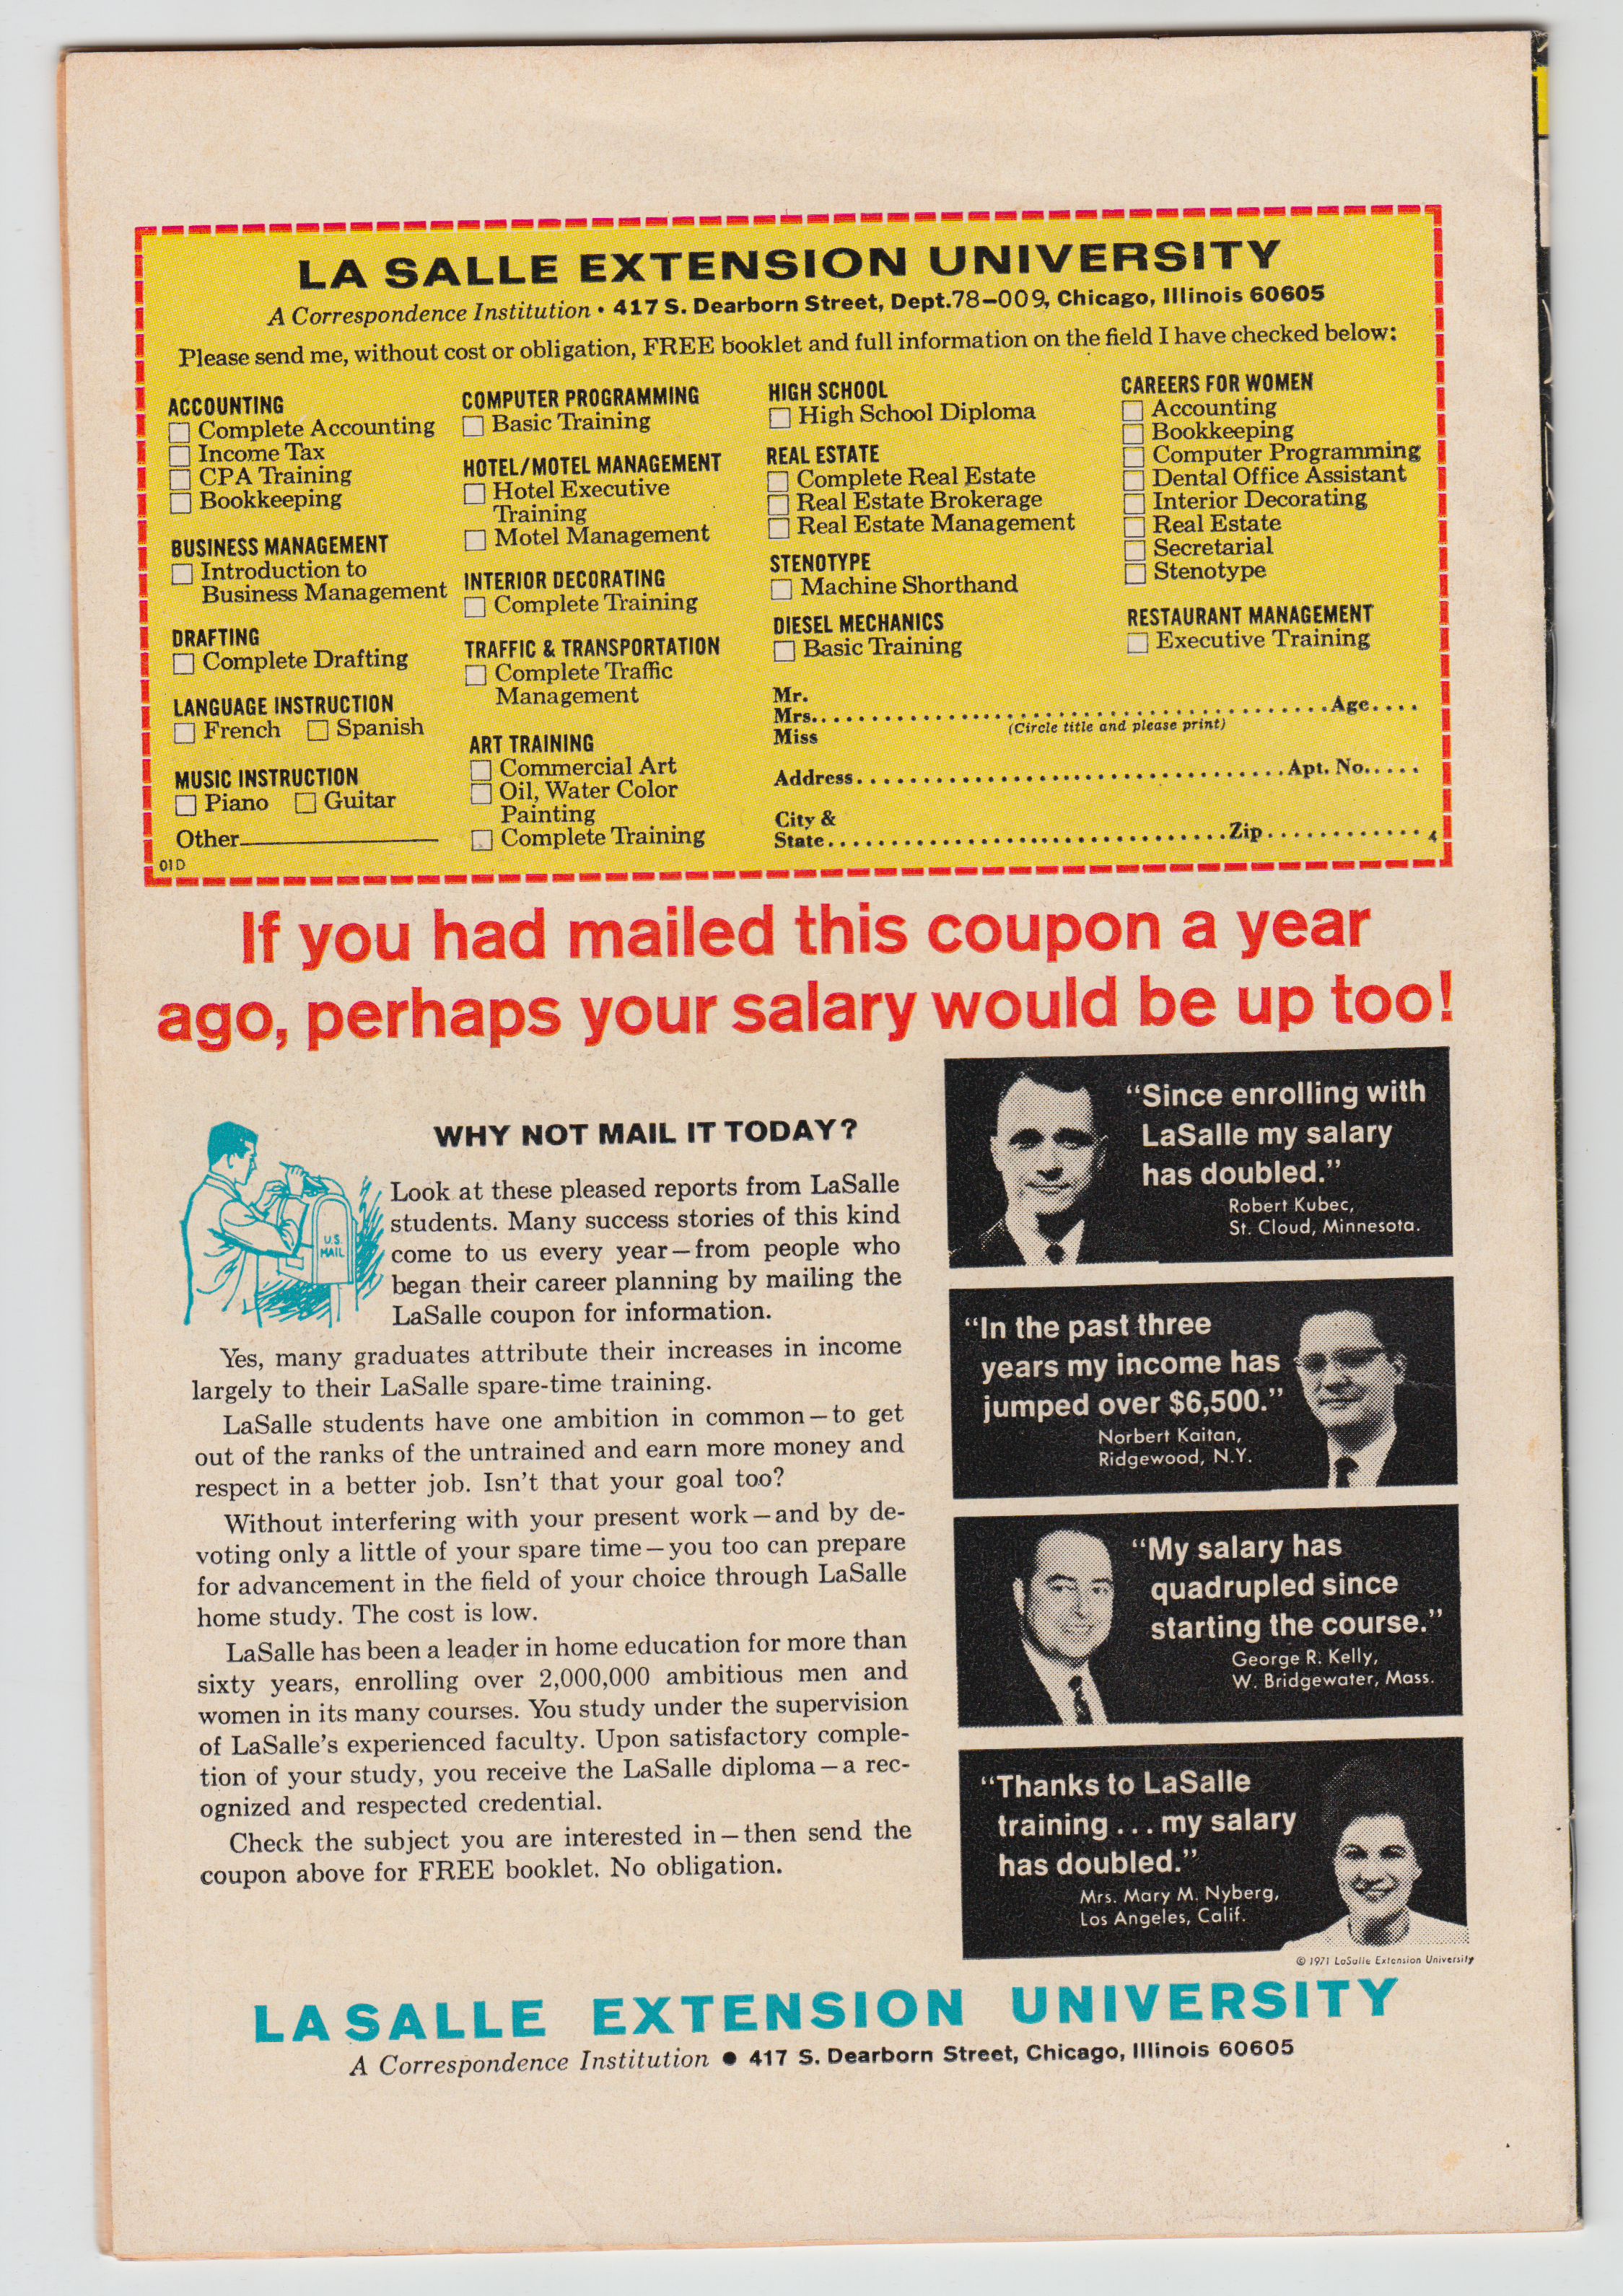 LA SALLE EXTENSION UNIVERSITY
A Correspondence Institution • 417 S. Dearborn Street, Dept.78-009, Chicago, Illinois 60605
Please send me, without cost or obligation, FREE booklet and full information on the field I have checked below:
ACCOUNTING
Complete Accounting
Income Tax
CPA Training
Bookkeeping
BUSINESS MANAGEMENT
Introduction to
Business Management
DRAFTING
Complete Drafting
LANGUAGE INSTRUCTION
French Spanish
MUSIC INSTRUCTION
Piano Guitar
Other
01D
COMPUTER PROGRAMMING
Basic Training
HOTEL/MOTEL MANAGEMENT
Hotel Executive
Training
Motel Management
INTERIOR DECORATING
Complete Training
TRAFFIC & TRANSPORTATION
Complete Traffic
Management
ART TRAINING
Commercial Art
Oil, Water Color
Painting
Complete Training
HIGH SCHOOL
High School Diploma
REAL ESTATE
Complete Real Estate
Real Estate Brokerage
Real Estate Management
STENOTYPE
Machine Shorthand
DIESEL MECHANICS
Basic Training
CAREERS FOR WOMEN
Accounting
Bookkeeping
Computer Programming
Dental Office Assistant
Interior Decorating
Real Estate
Secretarial
Stenotype
RESTAURANT MANAGEMENT
Executive Training
Mr.
Mrs. Age
(Circle title and please print)
Miss
Address Apt. No.
City &
State Zip 4
If you had mailed this coupon a year
ago, perhaps your salary would be up too!
WHY NOT MAIL IT TODAY?
U.S.
MAIL
Look at these pleased reports from LaSalle
students. Many success stories of this kind
come to us every year—from people who
began their career planning by mailing the
LaSalle coupon for information.
Yes, many graduates attribute their increases in income
largely to their LaSalle spare-time training.
LaSalle students have one ambition in common—to get
out of the ranks of the untrained and earn more money and
respect in a better job. Isn't that your goal too?
Without interfering with your present work—and by de-
voting only a little of your spare time—you too can prepare
for advancement in the field of your choice through LaSalle
home study. The cost is low.
LaSalle has been a leader in home education for more than
sixty years, enrolling over 2,000,000 ambitious men and
women in its many courses. You study under the supervision
of LaSalle's experienced faculty. Upon satisfactory comple-
tion of your study, you receive the LaSalle diploma—a rec-
ognized and respected credential.
Check the subject you are interested in—then send the
coupon above for FREE booklet. No obligation.
"Since enrolling with
LaSalle my salary
has doubled."
Robert Kubec,
St. Cloud, Minnesota.
"In the past three
years my income has
jumped over $6,500."
Norbert Kaitan,
Ridgewood, N.Y.
"My salary has
quadrupled since
starting the course."
George R. Kelly,
W. Bridgewater, Mass.
"Thanks to LaSalle
training . . . my salary
has doubled."
Mrs. Mary M. Nyberg,
Los Angeles, Calif.
© 1971 LaSalle Extension University
LA SALLE EXTENSION UNIVERSITY
A Correspondence Institution • 417 S. Dearborn Street, Chicago, Illinois 60605